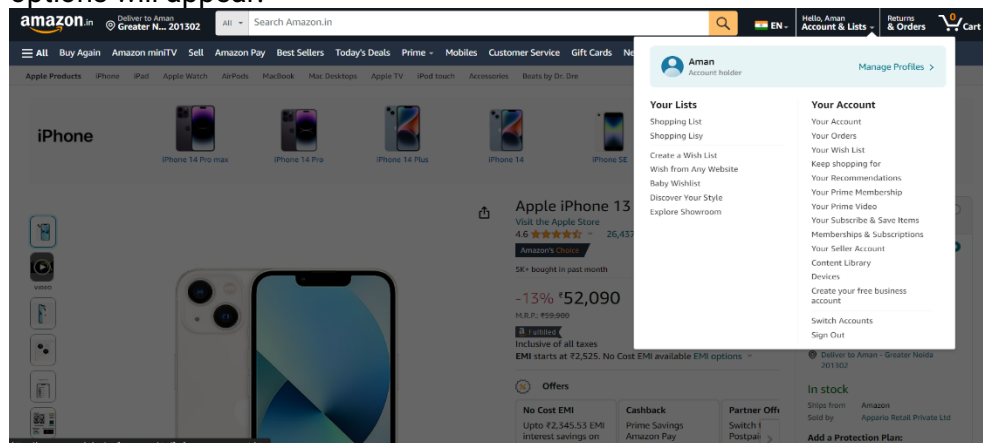 options will appear.
amazon.in
Deliver to Aman
Greater N... 201302
All
Search Amazon.in
EN
Hello, Aman
Account & Lists
Returns
& Orders
0
Cart
All Buy Again Amazon miniTV Sell Amazon Pay Best Sellers Today's Deals Prime Mobiles Customer Service Gift Cards Ne
Apple Products iPhone iPad Apple Watch AirPods MacBook Mac Desktops Apple TV iPod touch Accessories Beats by Dr. Dre
Aman
Account holder
Manage Profiles >
iPhone
iPhone 14 Pro max
iPhone 14 Pro
iPhone 14 Plus
iPhone 14
iPhone SE
Your Lists
Shopping List
Shopping Lisy
Create a Wish List
Wish from Any Website
Baby Wishlist
Discover Your Style
Explore Showroom
Your Account
Your Account
Your Orders
Your Wish List
Keep shopping for
Your Recommendations
Your Prime Membership
Your Prime Video
Your Subscribe & Save Items
Memberships & Subscriptions
Your Seller Account
Content Library
Devices
Create your free business
account
Switch Accounts
Sign Out
VIDEO
Apple iPhone 13
Visit the Apple Store
4.6
26,437
Amazon's Choice
5K+ bought in past month
-13% ₹52,090
M.R.P.: ₹59,900
Fulfilled
Inclusive of all taxes
EMI starts at ₹2,525. No Cost EMI available EMI options
Offers
No Cost EMI
Upto ₹2,345.53 EMI
interest savings on
Cashback
Prime Savings
Amazon Pay
Partner Offe
Switch t
Postpai
Deliver to Aman - Greater Noida
201302
In stock
Ships from Amazon
Sold by Appario Retail Private Ltd
Add a Protection Plan: